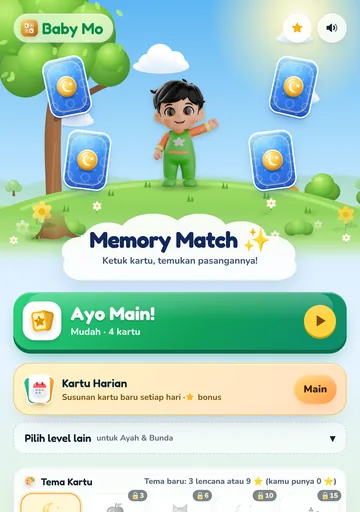 Baby Mo
Memory Match ✨
Ketuk kartu, temukan pasangannya!
Ayo Main!
Mudah · 4 kartu
Kartu Harian
Susunan kartu baru setiap hari · ⭐ bonus
Main
Pilih level lain untuk Ayah & Bunda ▼
Tema Kartu Tema baru: 3 lencana atau 9 ⭐ (kamu punya 0 ⭐)
🔒3 🔒6 🔒10 🔒15